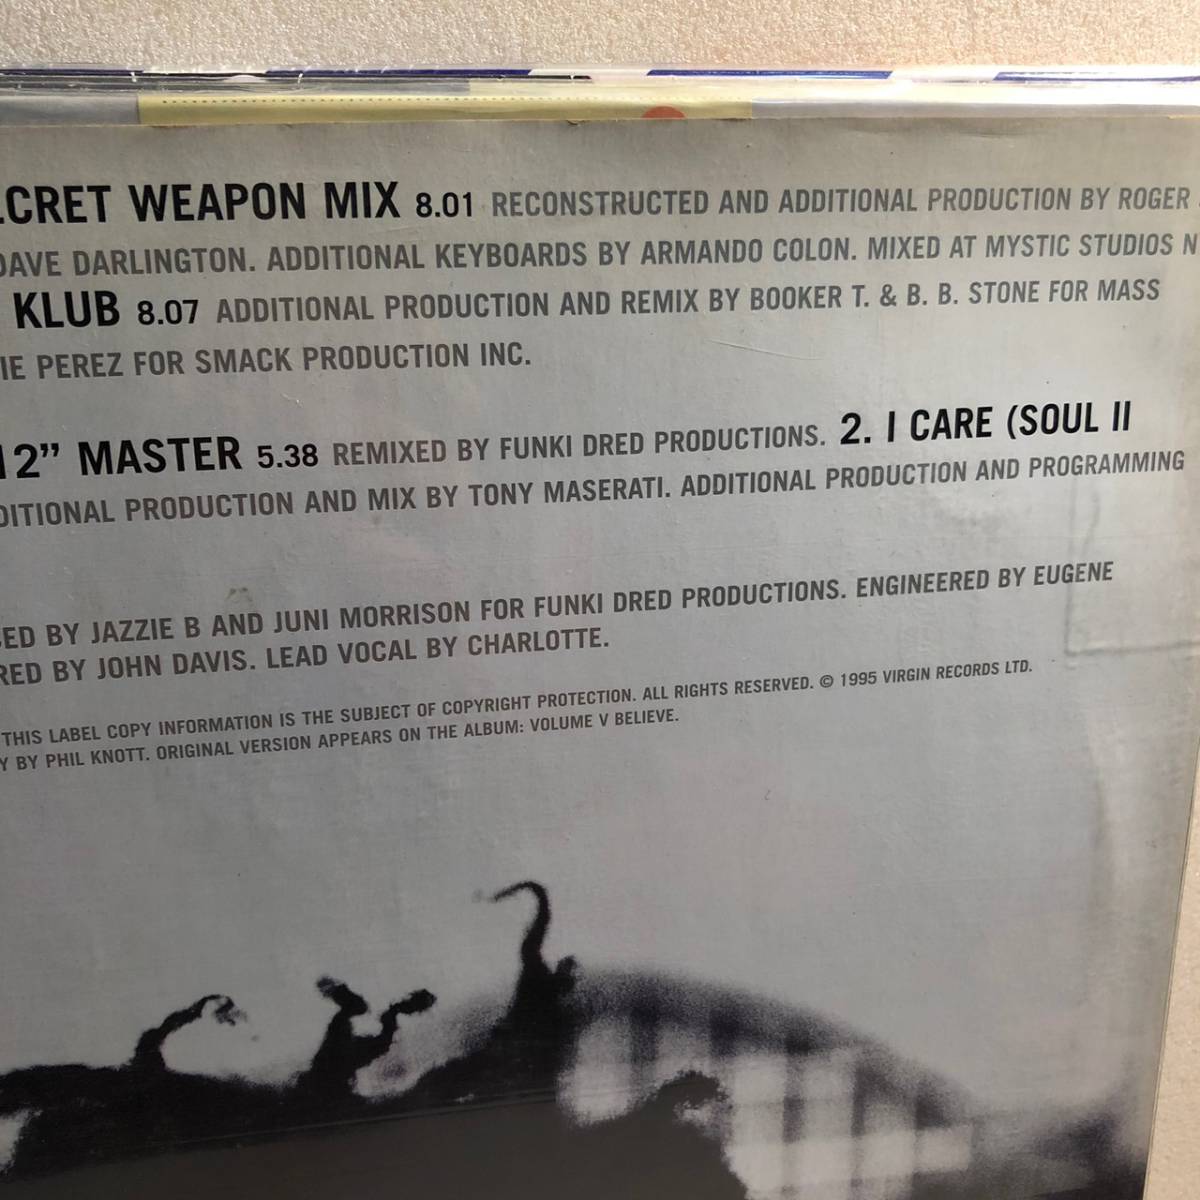 WEAPON MIX 8.01 RECONSTRUCTED AND ADDITIONAL PRODUCTION BY ROGER
DAVE DARLINGTON. ADDITIONAL KEYBOARDS BY ARMANDO COLON. MIXED AT MYSTIC STUDIOS
KLUB 8.07 ADDITIONAL PRODUCTION AND REMIX BY BOOKER T. & B. B. STONE FOR MASS
PEREZ FOR SMACK PRODUCTION INC.
12” MASTER 5.38 REMIXED BY FUNKI DRED PRODUCTIONS. 2. I CARE (SOUL II
PRODUCTION AND MIX BY TONY MASERATI. ADDITIONAL PRODUCTION AND PROGRAMMING
BY JAZZIE B AND JUNI MORRISON FOR FUNKI DRED PRODUCTIONS. ENGINEERED BY EUGENE
BY JOHN DAVIS. LEAD VOCAL BY CHARLOTTE.
THIS LABEL COPY INFORMATION IS THE SUBJECT OF COPYRIGHT PROTECTION. ALL RIGHTS RESERVED. © 1995 VIRGIN RECORDS LTD.
BY PHIL KNOTT. ORIGINAL VERSION APPEARS ON THE ALBUM: VOLUME V BELIEVE.